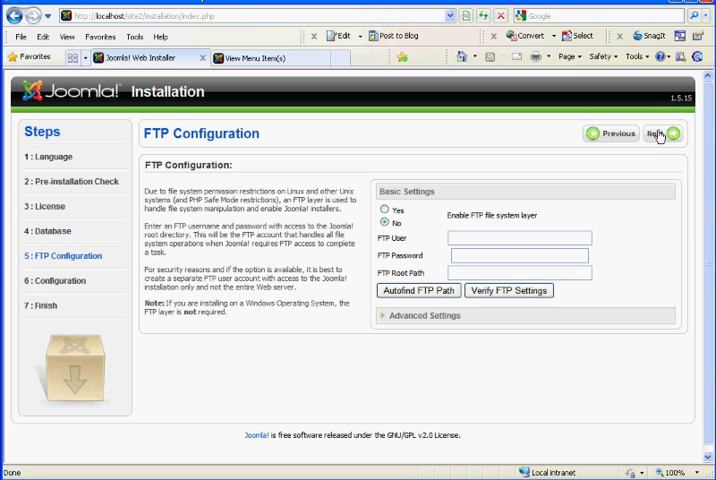 http://localhost/site2/installation/index.php
Google
File Edit View Favorites Tools Help
Edit
Post to Blog
Convert
Select
SnagIt
Favorites
Joomla! Web Installer
View Menu Item(s)
Page
Safety
Tools
Joomla! Installation
1.5.15
Steps
1 : Language
2 : Pre-installation Check
3 : License
4 : Database
5 : FTP Configuration
6 : Configuration
7 : Finish
FTP Configuration
Previous
FTP Configuration:
Due to file system permission restrictions on Linux and other Unix
systems (and PHP Safe Mode restrictions), an FTP layer is used to
handle file system manipulation and enable Joomla! installers.
Enter an FTP username and password with access to the Joomla!
root directory. This will be the FTP account that handles all file
system operations when Joomla! requires FTP access to complete
a task.
For security reasons and if the option is available, it is best to
create a separate FTP user account with access to the Joomla!
installation only and not the entire Web server.
Note: If you are installing on a Windows Operating System, the
FTP layer is not required.
Basic Settings
Yes
No
Enable FTP file system layer
FTP User
FTP Password
FTP Root Path
Autofind FTP Path
Verify FTP Settings
Advanced Settings
Joomla! is free software released under the GNU/GPL v2.0 License.
Done
Local intranet
100%